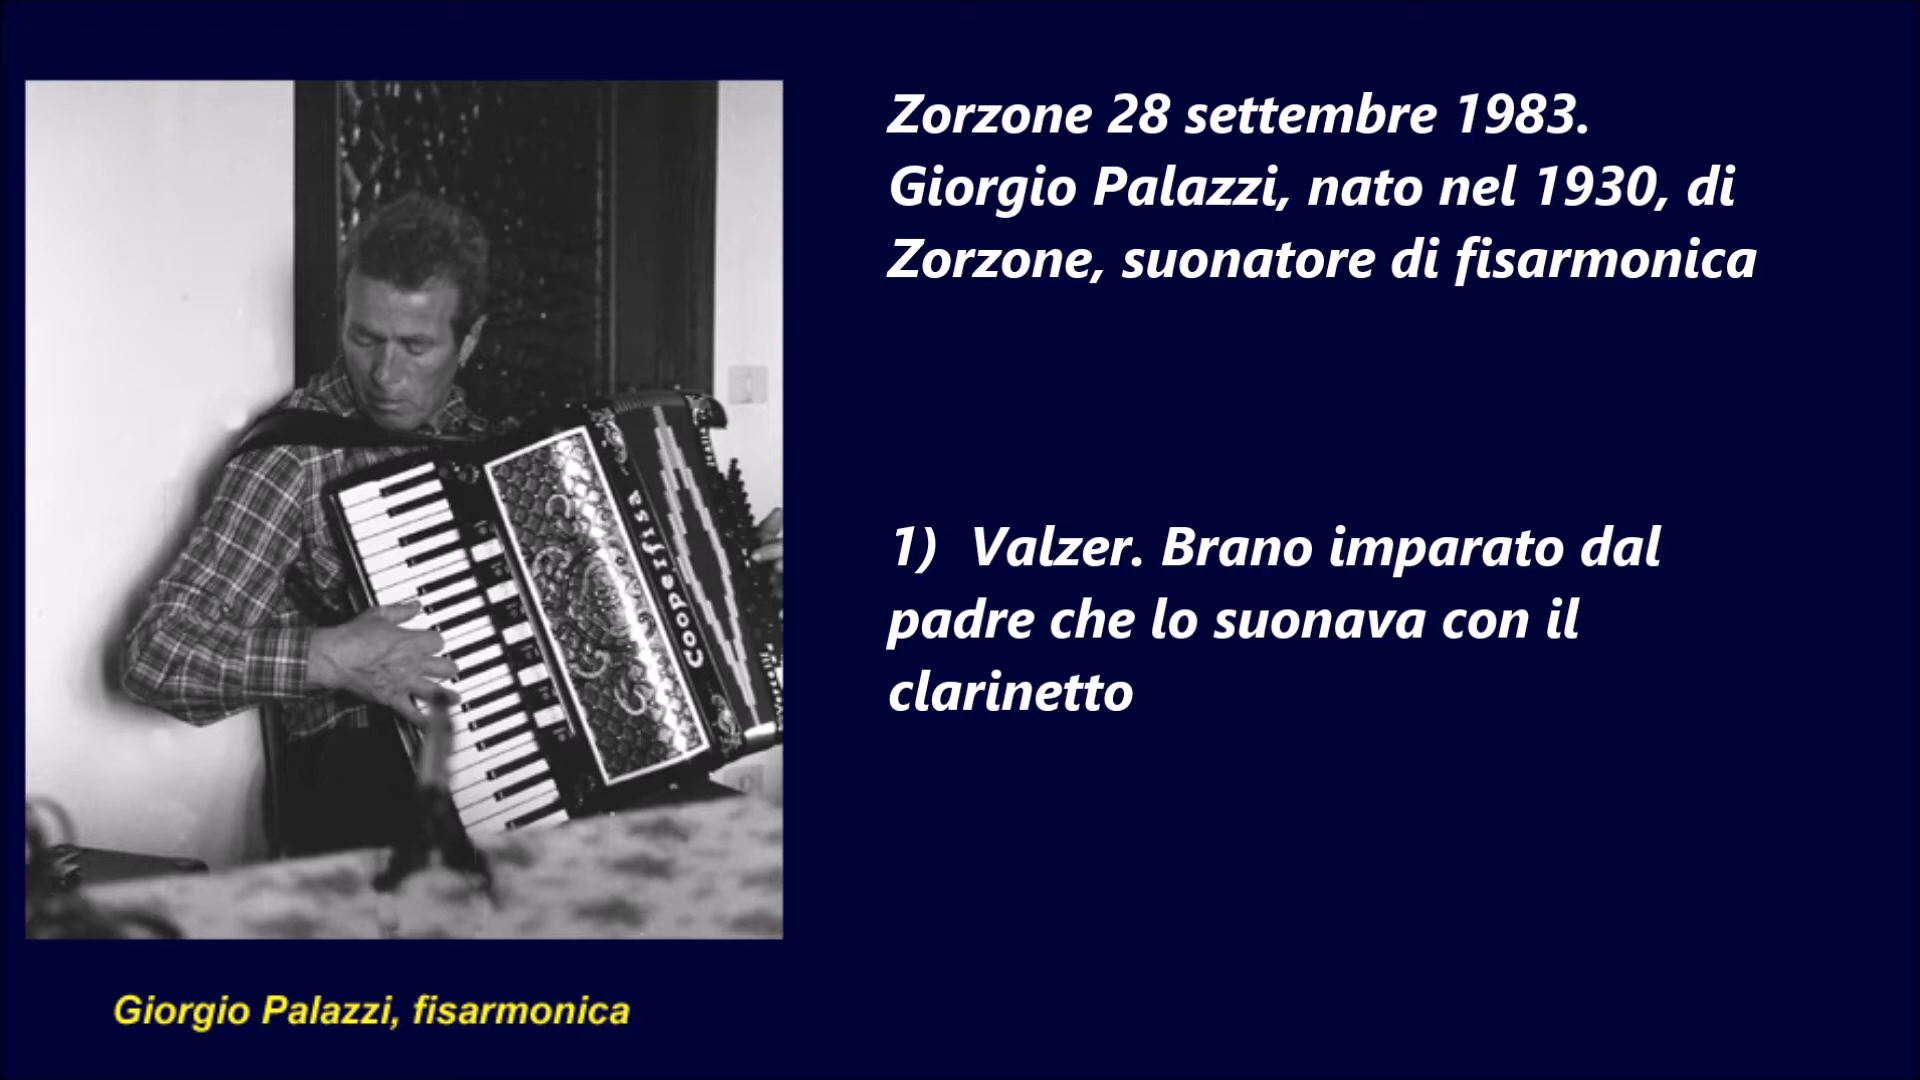 Zorzone 28 settembre 1983.
Giorgio Palazzi, nato nel 1930, di
Zorzone, suonatore di fisarmonica
1) Valzer. Brano imparato dal
padre che lo suonava con il
clarinetto
Cooperfisa
Giorgio Palazzi, fisarmonica